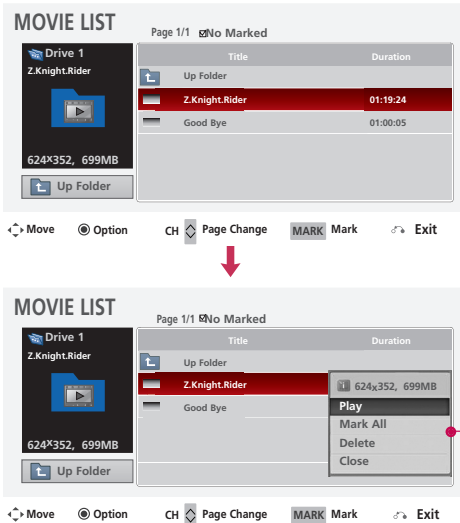 MOVIE LIST
Page 1/1 No Marked
Drive 1
Z.Knight.Rider
624x352, 699MB
Up Folder
Title Duration
Up Folder
Z.Knight.Rider 01:19:24
Good Bye 01:00:05
Move Option CH Page Change MARK Mark Exit
MOVIE LIST
Page 1/1 No Marked
Drive 1
Z.Knight.Rider
624x352, 699MB
Up Folder
Title Duration
Up Folder
Z.Knight.Rider
Good Bye
i 624x352, 699MB
Play
Mark All
Delete
Close
Move Option CH Page Change MARK Mark Exit